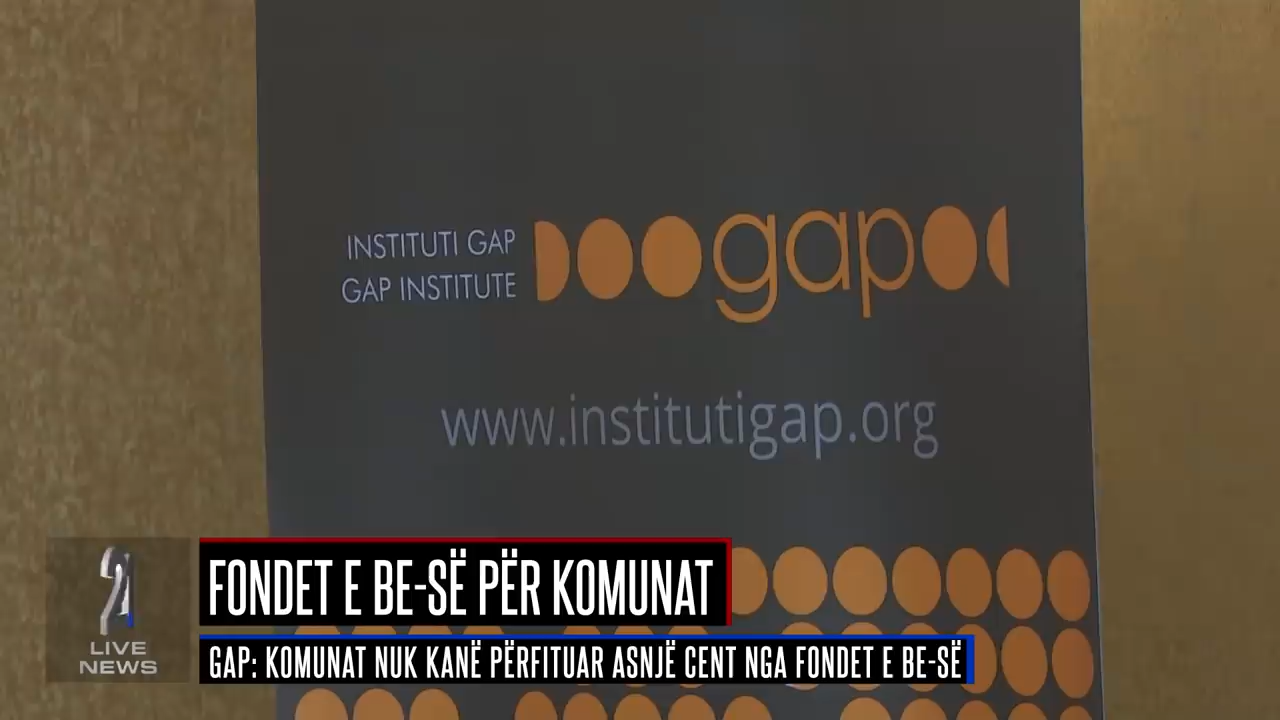 INSTITUTI GAP
GAP INSTITUTE
gap
www.institutigap.org
FONDET E BE-SË PËR KOMUNAT
GAP: KOMUNAT NUK KANË PËRFITUAR ASNJË CENT NGA FONDET E BE-SË
21
LIVE
NEWS